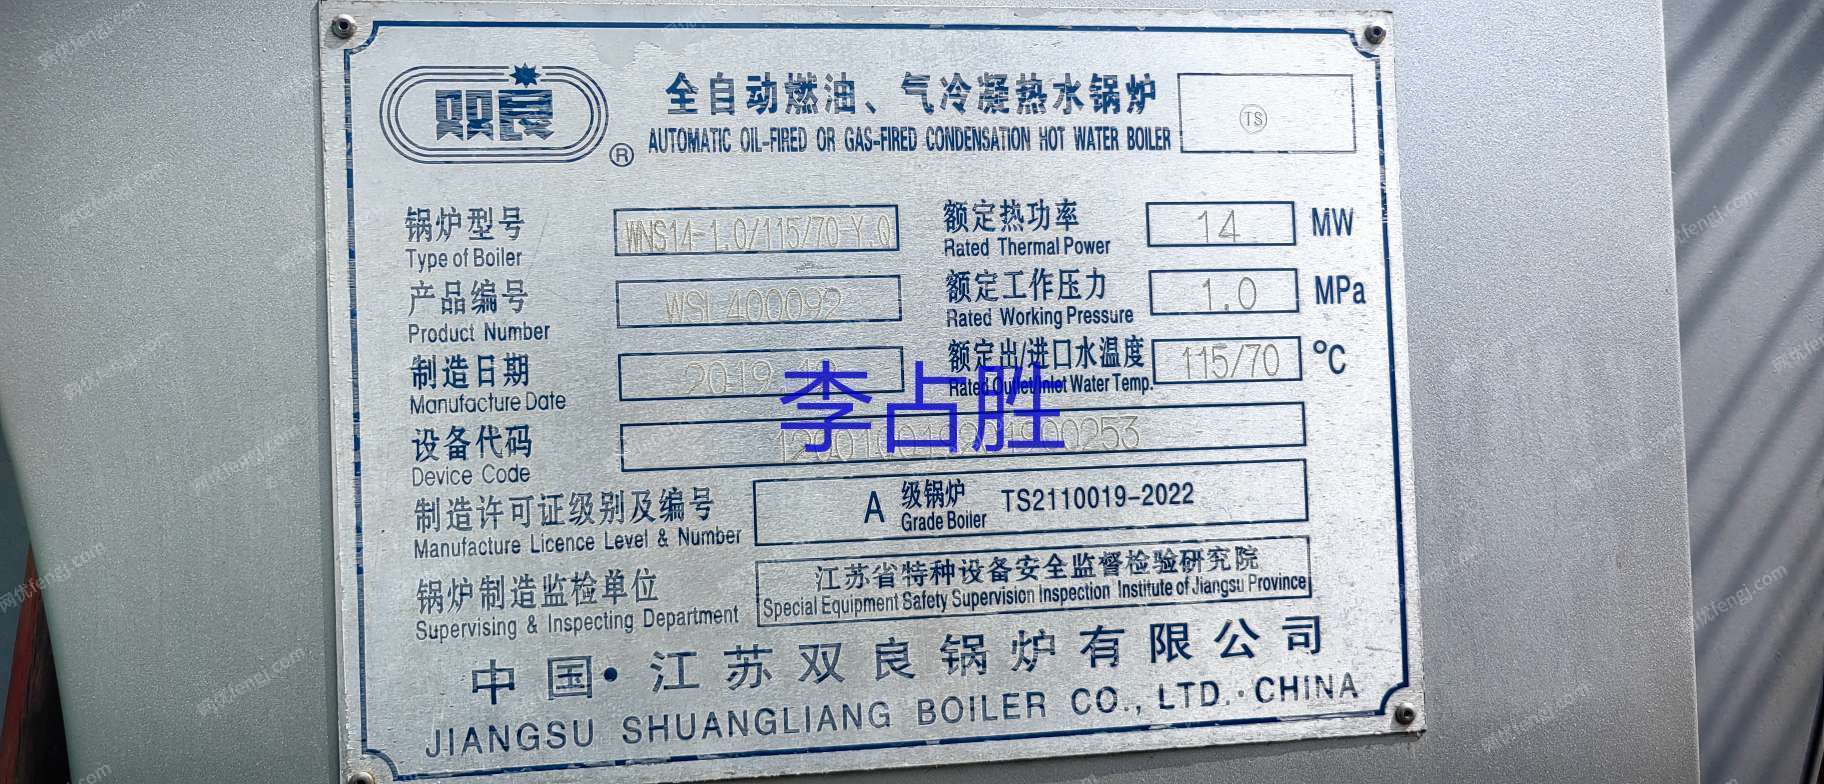 双良
®
全自动燃油、气冷凝热水锅炉
AUTOMATIC OIL-FIRED OR GAS-FIRED CONDENSATION HOT WATER BOILER
TS
锅炉型号 WNS14-1.0/115/70-Y.Q
Type of Boiler
额定热功率 14 MW
Rated Thermal Power
产品编号 WSL400092
Product Number
额定工作压力 1.0 MPa
Rated Working Pressure
制造日期 2019
Manufacture Date
额定出/进口水温度 115/70 ℃
Rated Outlet/Inlet Water Temp.
李占胜
设备代码
Device Code
制造许可证级别及编号 A 级锅炉 TS2110019-2022
Manufacture Licence Level & Number Grade Boiler
锅炉制造监检单位 江苏省特种设备安全监督检验研究院
Supervising & Inspecting Department Special Equipment Safety Supervision Inspection Institute of Jiangsu Province
中国·江苏双良锅炉有限公司
JIANGSU SHUANGLIANG BOILER CO., LTD.·CHINA